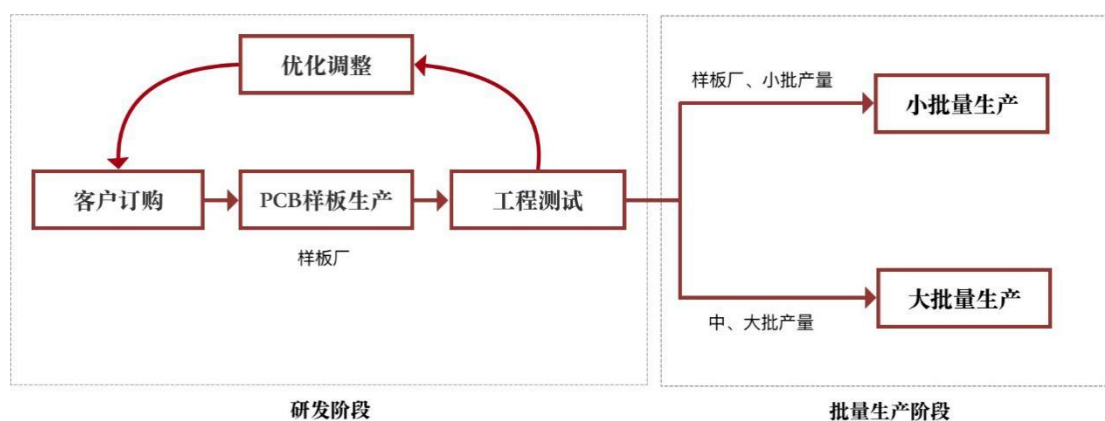 优化调整
样板厂、小批产量
小批量生产
客户订购
PCB样板生产
工程测试
样板厂
大批量生产
中、大批产量
研发阶段
批量生产阶段